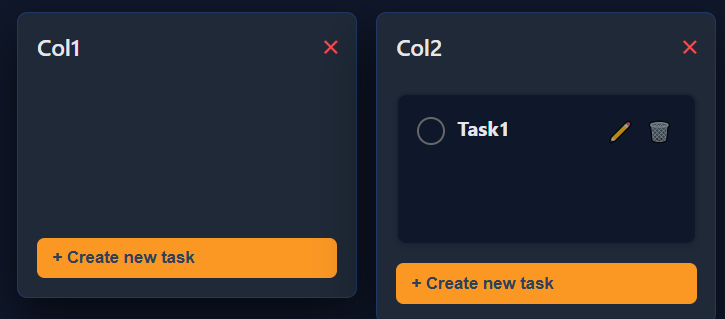 Col1
✕
+ Create new task
Col2
✕
Task1
+ Create new task